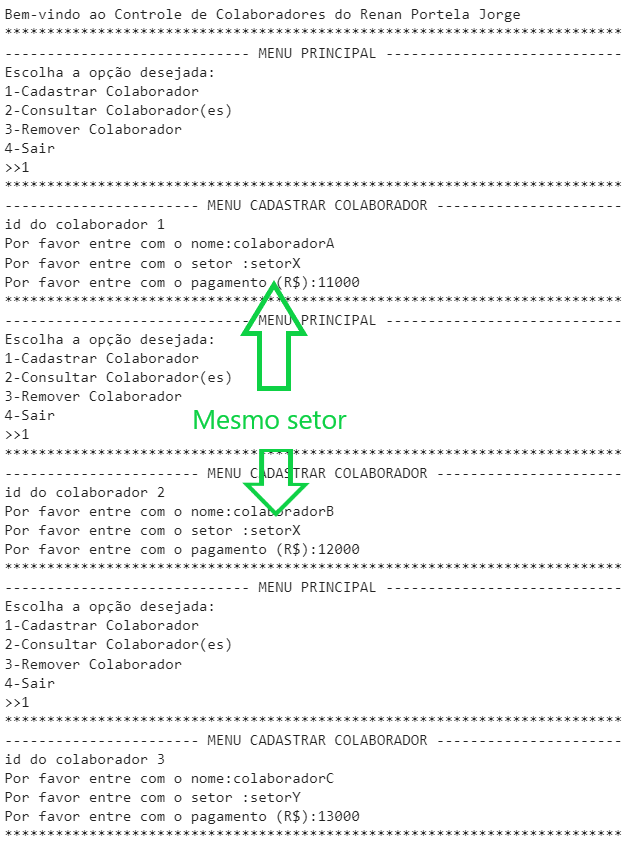 Bem-vindo ao Controle de Colaboradores do Renan Portela Jorge
*************************************************************************
----------------------------- MENU PRINCIPAL ----------------------------
Escolha a opção desejada:
1-Cadastrar Colaborador
2-Consultar Colaborador(es)
3-Remover Colaborador
4-Sair
>>1
*************************************************************************
----------------------- MENU CADASTRAR COLABORADOR ----------------------
id do colaborador 1
Por favor entre com o nome:colaboradorA
Por favor entre com o setor :setorX
Por favor entre com o pagamento (R$):11000
*************************************************************************
----------------------------- MENU PRINCIPAL ----------------------------
Escolha a opção desejada:
1-Cadastrar Colaborador
2-Consultar Colaborador(es)
3-Remover Colaborador
4-Sair
Mesmo setor
>>1
*************************************************************************
----------------------- MENU CADASTRAR COLABORADOR ----------------------
id do colaborador 2
Por favor entre com o nome:colaboradorB
Por favor entre com o setor :setorX
Por favor entre com o pagamento (R$):12000
*************************************************************************
----------------------------- MENU PRINCIPAL ----------------------------
Escolha a opção desejada:
1-Cadastrar Colaborador
2-Consultar Colaborador(es)
3-Remover Colaborador
4-Sair
>>1
*************************************************************************
----------------------- MENU CADASTRAR COLABORADOR ----------------------
id do colaborador 3
Por favor entre com o nome:colaboradorC
Por favor entre com o setor :setorY
Por favor entre com o pagamento (R$):13000
*************************************************************************